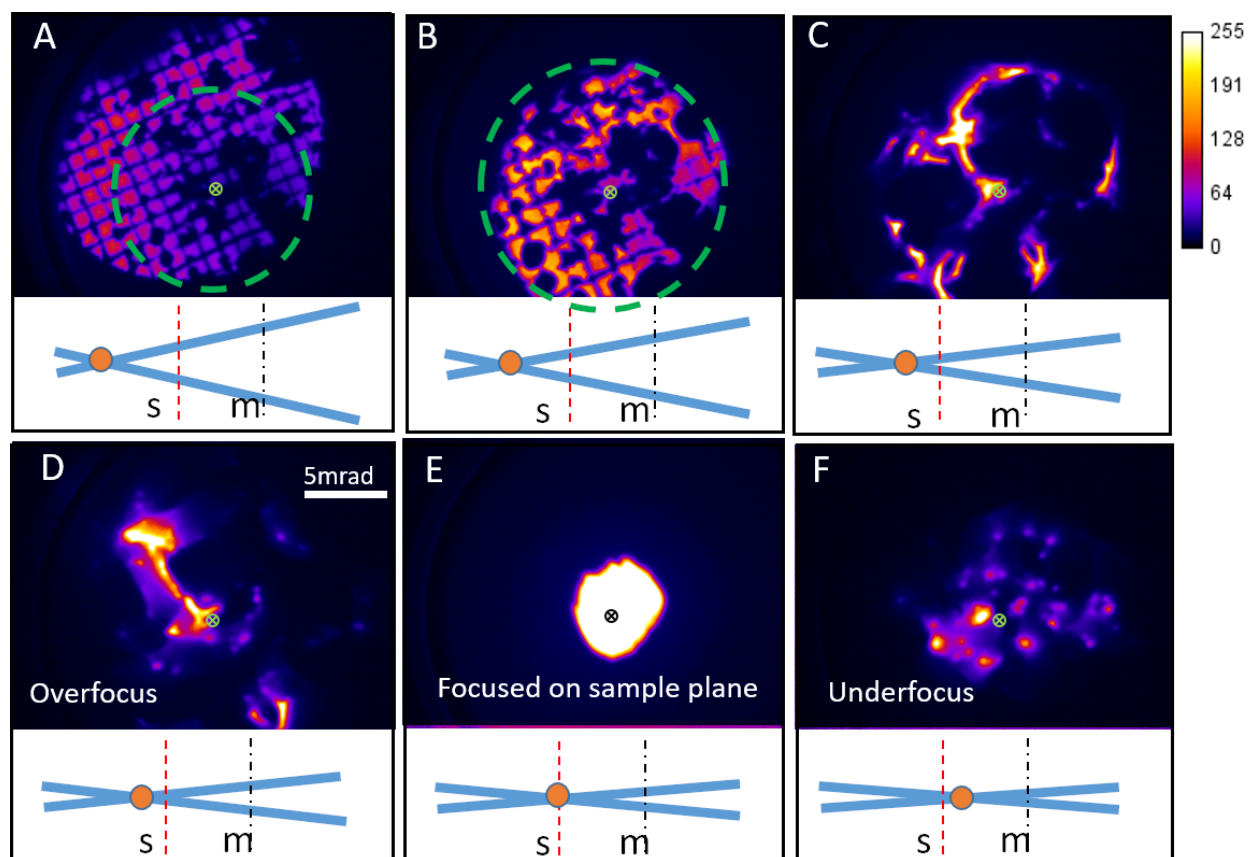 A
B
C
255
191
128
64
0
s
m
s
m
s
m
D
5mrad
Overfocus
E
Focused on sample plane
F
Underfocus
s
m
s
m
s
m